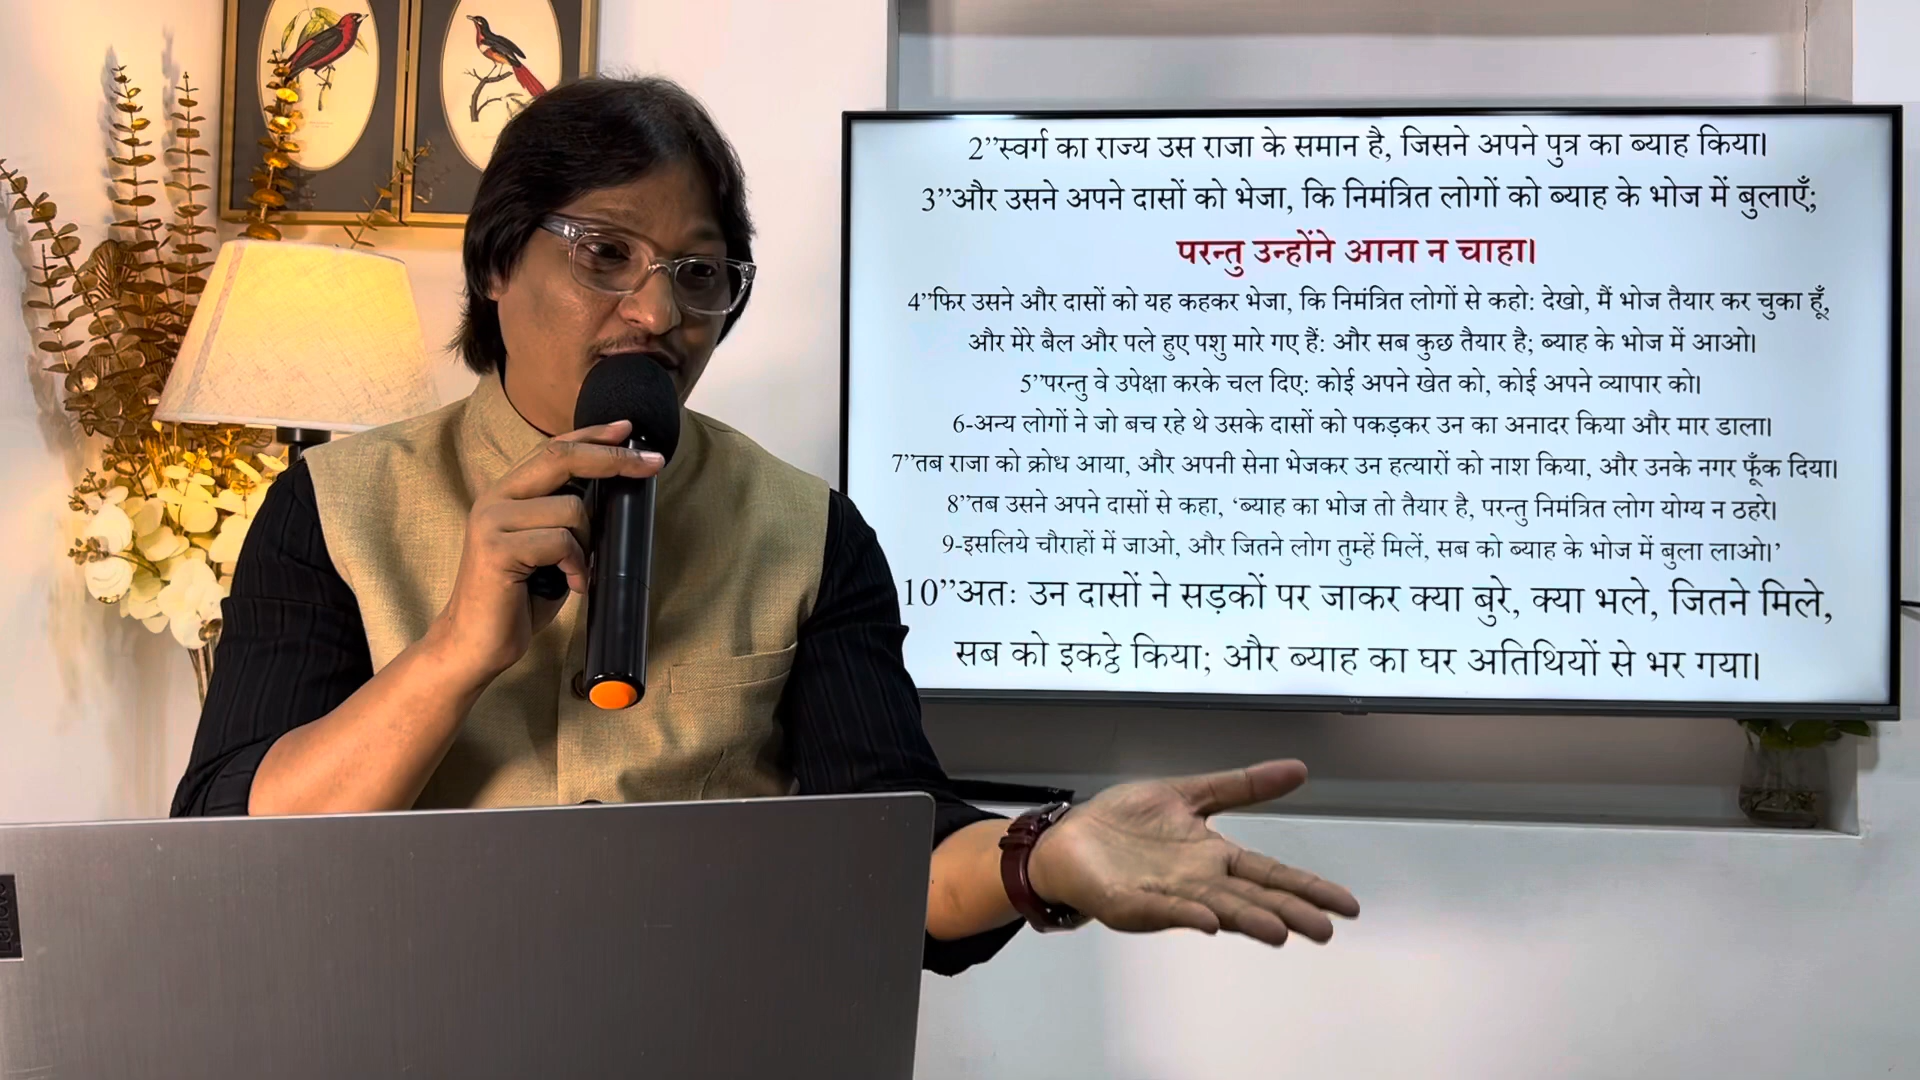 2”स्वर्ग का राज्य उस राजा के समान है, जिसने अपने पुत्र का ब्याह किया।
3”और उसने अपने दासों को भेजा, कि निमंत्रित लोगों को ब्याह के भोज में बुलाएँ;
परन्तु उन्होंने आना न चाहा।
4”फिर उसने और दासों को यह कहकर भेजा, कि निमंत्रित लोगों से कहो: देखो, मैं भोज तैयार कर चुका हूँ,
और मेरे बैल और पले हुए पशु मारे गए हैं: और सब कुछ तैयार है; ब्याह के भोज में आओ।
5”परन्तु वे उपेक्षा करके चल दिए: कोई अपने खेत को, कोई अपने व्यापार को।
6-अन्य लोगों ने जो बच रहे थे उसके दासों को पकड़कर उन का अनादर किया और मार डाला।
7”तब राजा को क्रोध आया, और अपनी सेना भेजकर उन हत्यारों को नाश किया, और उनके नगर फूँक दिया।
8”तब उसने अपने दासों से कहा, ‘ब्याह का भोज तो तैयार है, परन्तु निमंत्रित लोग योग्य न ठहरे।
9-इसलिये चौराहों में जाओ, और जितने लोग तुम्हें मिलें, सब को ब्याह के भोज में बुला लाओ।’
10”अतः उन दासों ने सड़कों पर जाकर क्या बुरे, क्या भले, जितने मिले,
सब को इकट्ठे किया; और ब्याह का घर अतिथियों से भर गया।
Lenovo